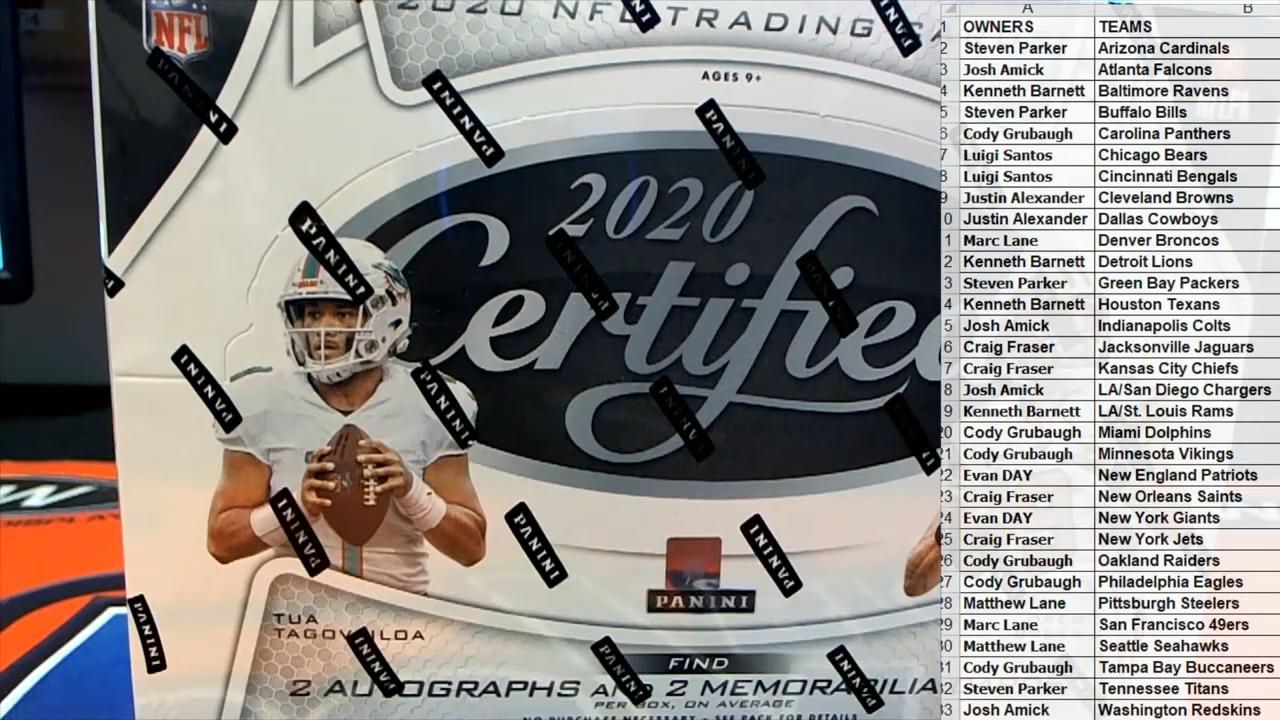 NFL
2020 NFL TRADING
AGES 9+
2020
Certified
PANINI
TUA
TAGOVAILOA
FIND
2 AUTOGRAPHS AND 2 MEMORABILIA
PER BOX, ON AVERAGE
NO PURCHASE NECESSARY - SEE PACK FOR DETAILS
A B
1 OWNERS TEAMS
2 Steven Parker Arizona Cardinals
3 Josh Amick Atlanta Falcons
4 Kenneth Barnett Baltimore Ravens
5 Steven Parker Buffalo Bills
6 Cody Grubaugh Carolina Panthers
7 Luigi Santos Chicago Bears
8 Luigi Santos Cincinnati Bengals
9 Justin Alexander Cleveland Browns
0 Justin Alexander Dallas Cowboys
1 Marc Lane Denver Broncos
2 Kenneth Barnett Detroit Lions
3 Steven Parker Green Bay Packers
4 Kenneth Barnett Houston Texans
5 Josh Amick Indianapolis Colts
6 Craig Fraser Jacksonville Jaguars
7 Craig Fraser Kansas City Chiefs
8 Josh Amick LA/San Diego Chargers
9 Kenneth Barnett LA/St. Louis Rams
20 Cody Grubaugh Miami Dolphins
21 Cody Grubaugh Minnesota Vikings
22 Evan DAY New England Patriots
23 Craig Fraser New Orleans Saints
24 Evan DAY New York Giants
25 Craig Fraser New York Jets
26 Cody Grubaugh Oakland Raiders
27 Cody Grubaugh Philadelphia Eagles
28 Matthew Lane Pittsburgh Steelers
29 Marc Lane San Francisco 49ers
30 Matthew Lane Seattle Seahawks
31 Cody Grubaugh Tampa Bay Buccaneers
32 Steven Parker Tennessee Titans
33 Josh Amick Washington Redskins